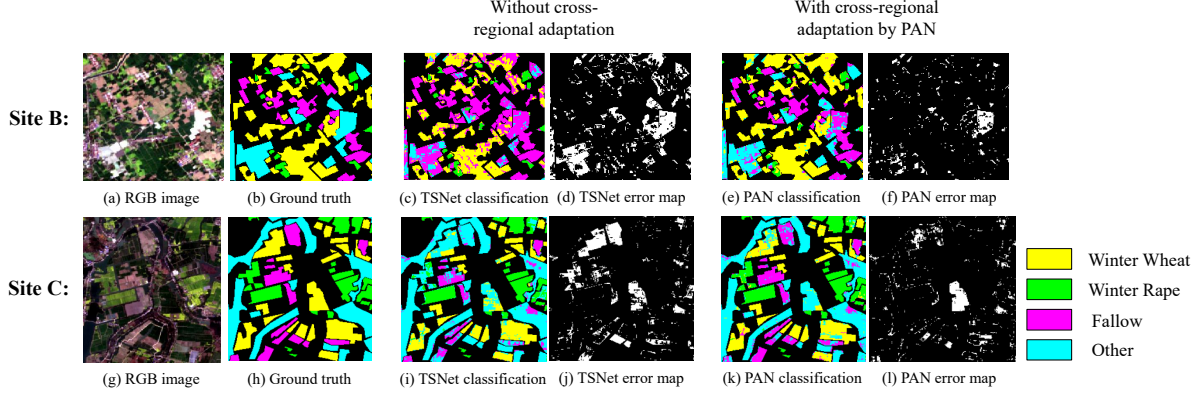 Without cross-
regional adaptation
With cross-regional
adaptation by PAN
Site B:
(a) RGB image
(b) Ground truth
(c) TSNet classification
(d) TSNet error map
(e) PAN classification
(f) PAN error map
Site C:
(g) RGB image
(h) Ground truth
(i) TSNet classification
(j) TSNet error map
(k) PAN classification
(l) PAN error map
Winter Wheat
Winter Rape
Fallow
Other